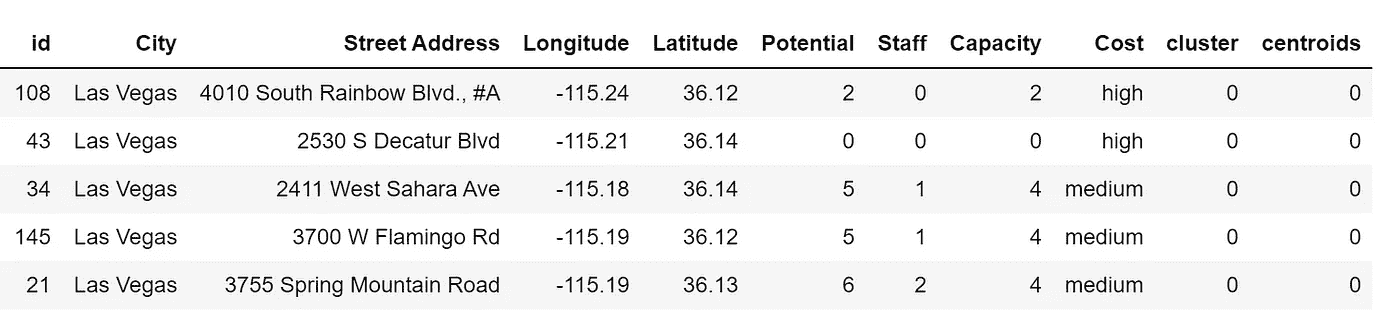 id City Street Address Longitude Latitude Potential Staff Capacity Cost cluster centroids
108 Las Vegas 4010 South Rainbow Blvd., #A -115.24 36.12 2 0 2 high 0 0
43 Las Vegas 2530 S Decatur Blvd -115.21 36.14 0 0 0 high 0 0
34 Las Vegas 2411 West Sahara Ave -115.18 36.14 5 1 4 medium 0 0
145 Las Vegas 3700 W Flamingo Rd -115.19 36.12 5 1 4 medium 0 0
21 Las Vegas 3755 Spring Mountain Road -115.19 36.13 6 2 4 medium 0 0